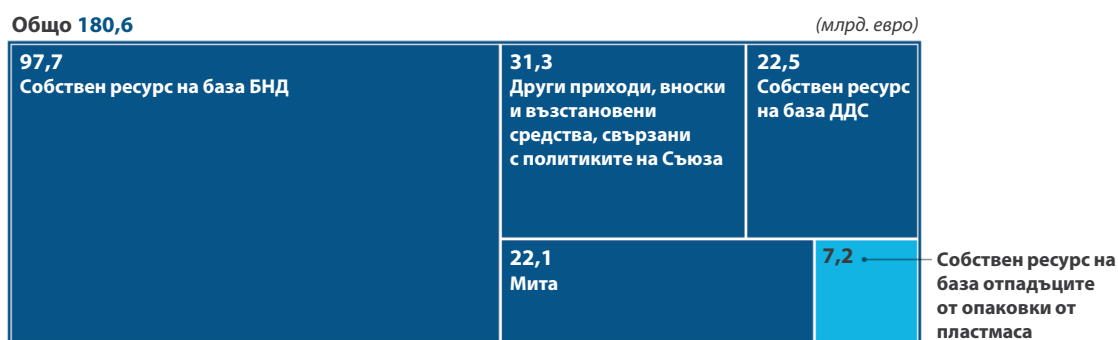 Общо 180,6
(млрд. евро)
97,7
Собствен ресурс на база БНД
31,3
Други приходи, вноски
и възстановени
средства, свързани
с политиките на Съюза
22,5
Собствен ресурс
на база ДДС
22,1
Мита
7,2
Собствен ресурс на
база отпадъците
от опаковки от
пластмаса